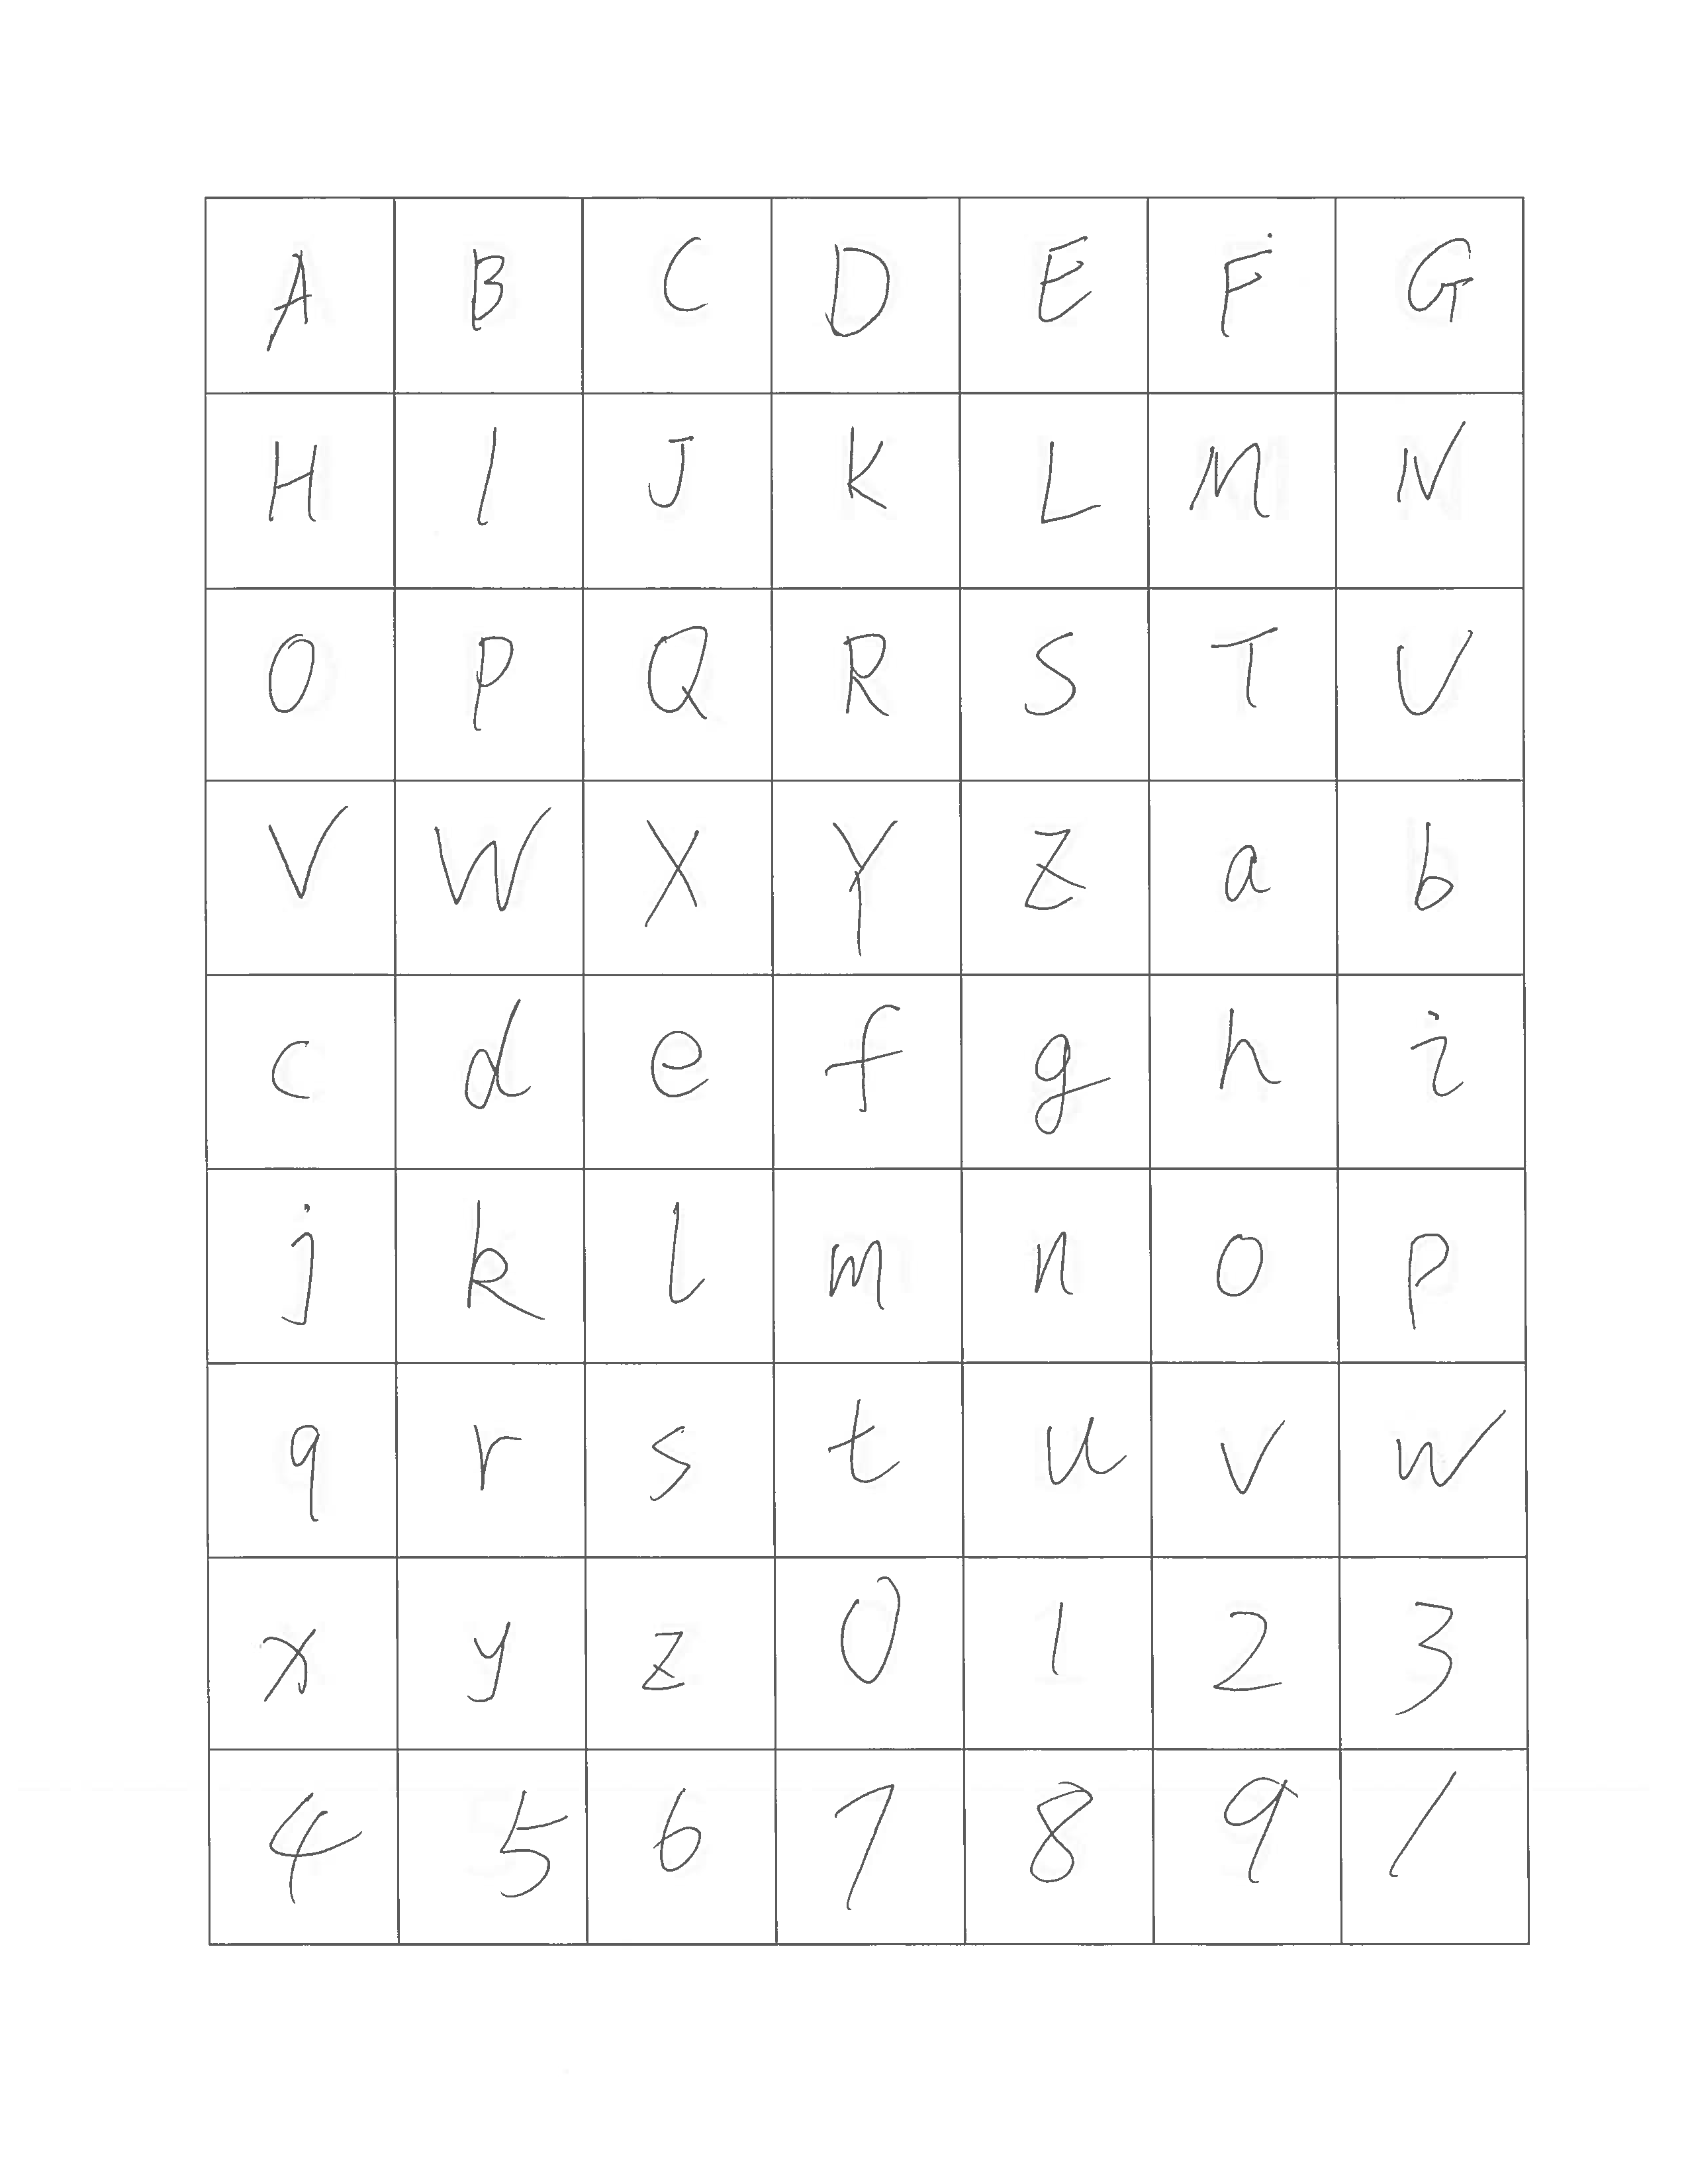 A B C D E F G
H I J K L M N
O P Q R S T U
V W X Y Z a b
c d e f g h i
j k l m n o p
q r s t u v w
x y z 0 1 2 3
4 5 6 7 8 9 /